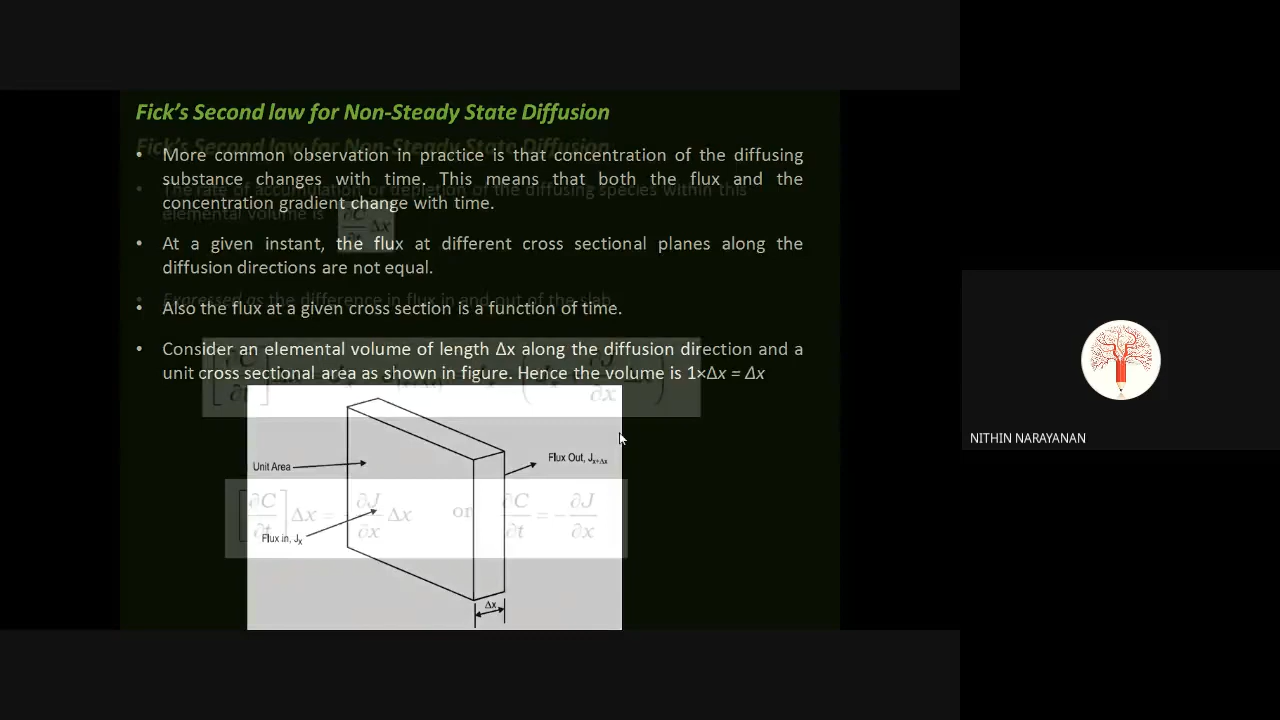 Fick's Second law for Non-Steady State Diffusion
Fick's Second law for Non-Steady State Diffusion
• More common observation in practice is that concentration of the diffusing
substance changes with time. This means that both the flux and the
concentration gradient change with time.
• The rate of accumulation or depletion of the diffusing species within this
elemental volume is ∂C/∂t Δx
• At a given instant, the flux at different cross sectional planes along the
diffusion directions are not equal.
• Expressed as the difference in flux in and out of the slab
• Also the flux at a given cross section is a function of time.
• Consider an elemental volume of length Δx along the diffusion direction and a
unit cross sectional area as shown in figure. Hence the volume is 1×Δx = Δx
Unit Area
Flux Out, Jx+Δx
Flux in, Jx
Δx
[∂C/∂t] Δx = ∂J/∂x Δx or ∂C/∂t = - ∂J/∂x
NITHIN NARAYANAN